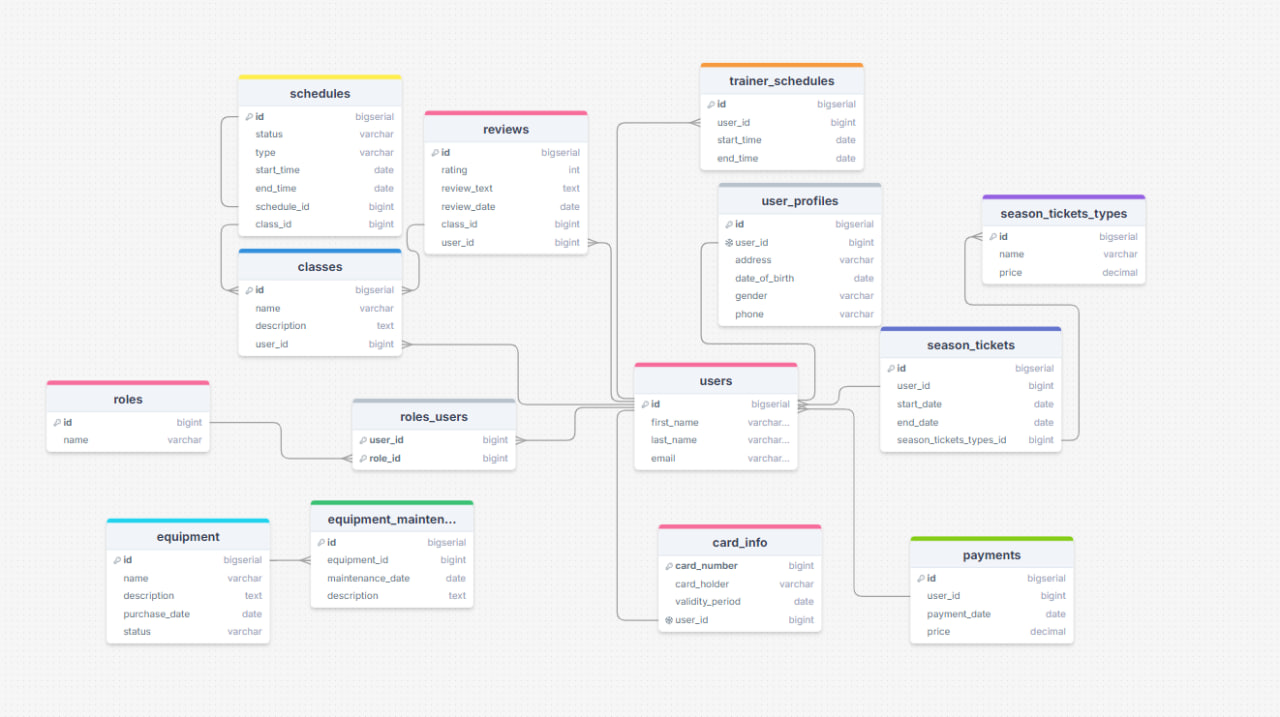 schedules
id bigserial
status varchar
type varchar
start_time date
end_time date
schedule_id bigint
class_id bigint
reviews
id bigserial
rating int
review_text text
review_date date
class_id bigint
user_id bigint
trainer_schedules
id bigserial
user_id bigint
start_time date
end_time date
user_profiles
id bigserial
user_id bigint
address varchar
date_of_birth date
gender varchar
phone varchar
season_tickets_types
id bigserial
name varchar
price decimal
classes
id bigserial
name varchar
description text
user_id bigint
season_tickets
id bigserial
user_id bigint
start_date date
end_date date
season_tickets_types_id bigint
users
id bigserial
first_name varchar...
last_name varchar...
email varchar...
roles
id bigint
name varchar
roles_users
user_id bigint
role_id bigint
equipment
id bigserial
name varchar
description text
purchase_date date
status varchar
equipment_mainten...
id bigserial
equipment_id bigint
maintenance_date date
description text
card_info
card_number bigint
card_holder varchar
validity_period date
user_id bigint
payments
id bigserial
user_id bigint
payment_date date
price decimal